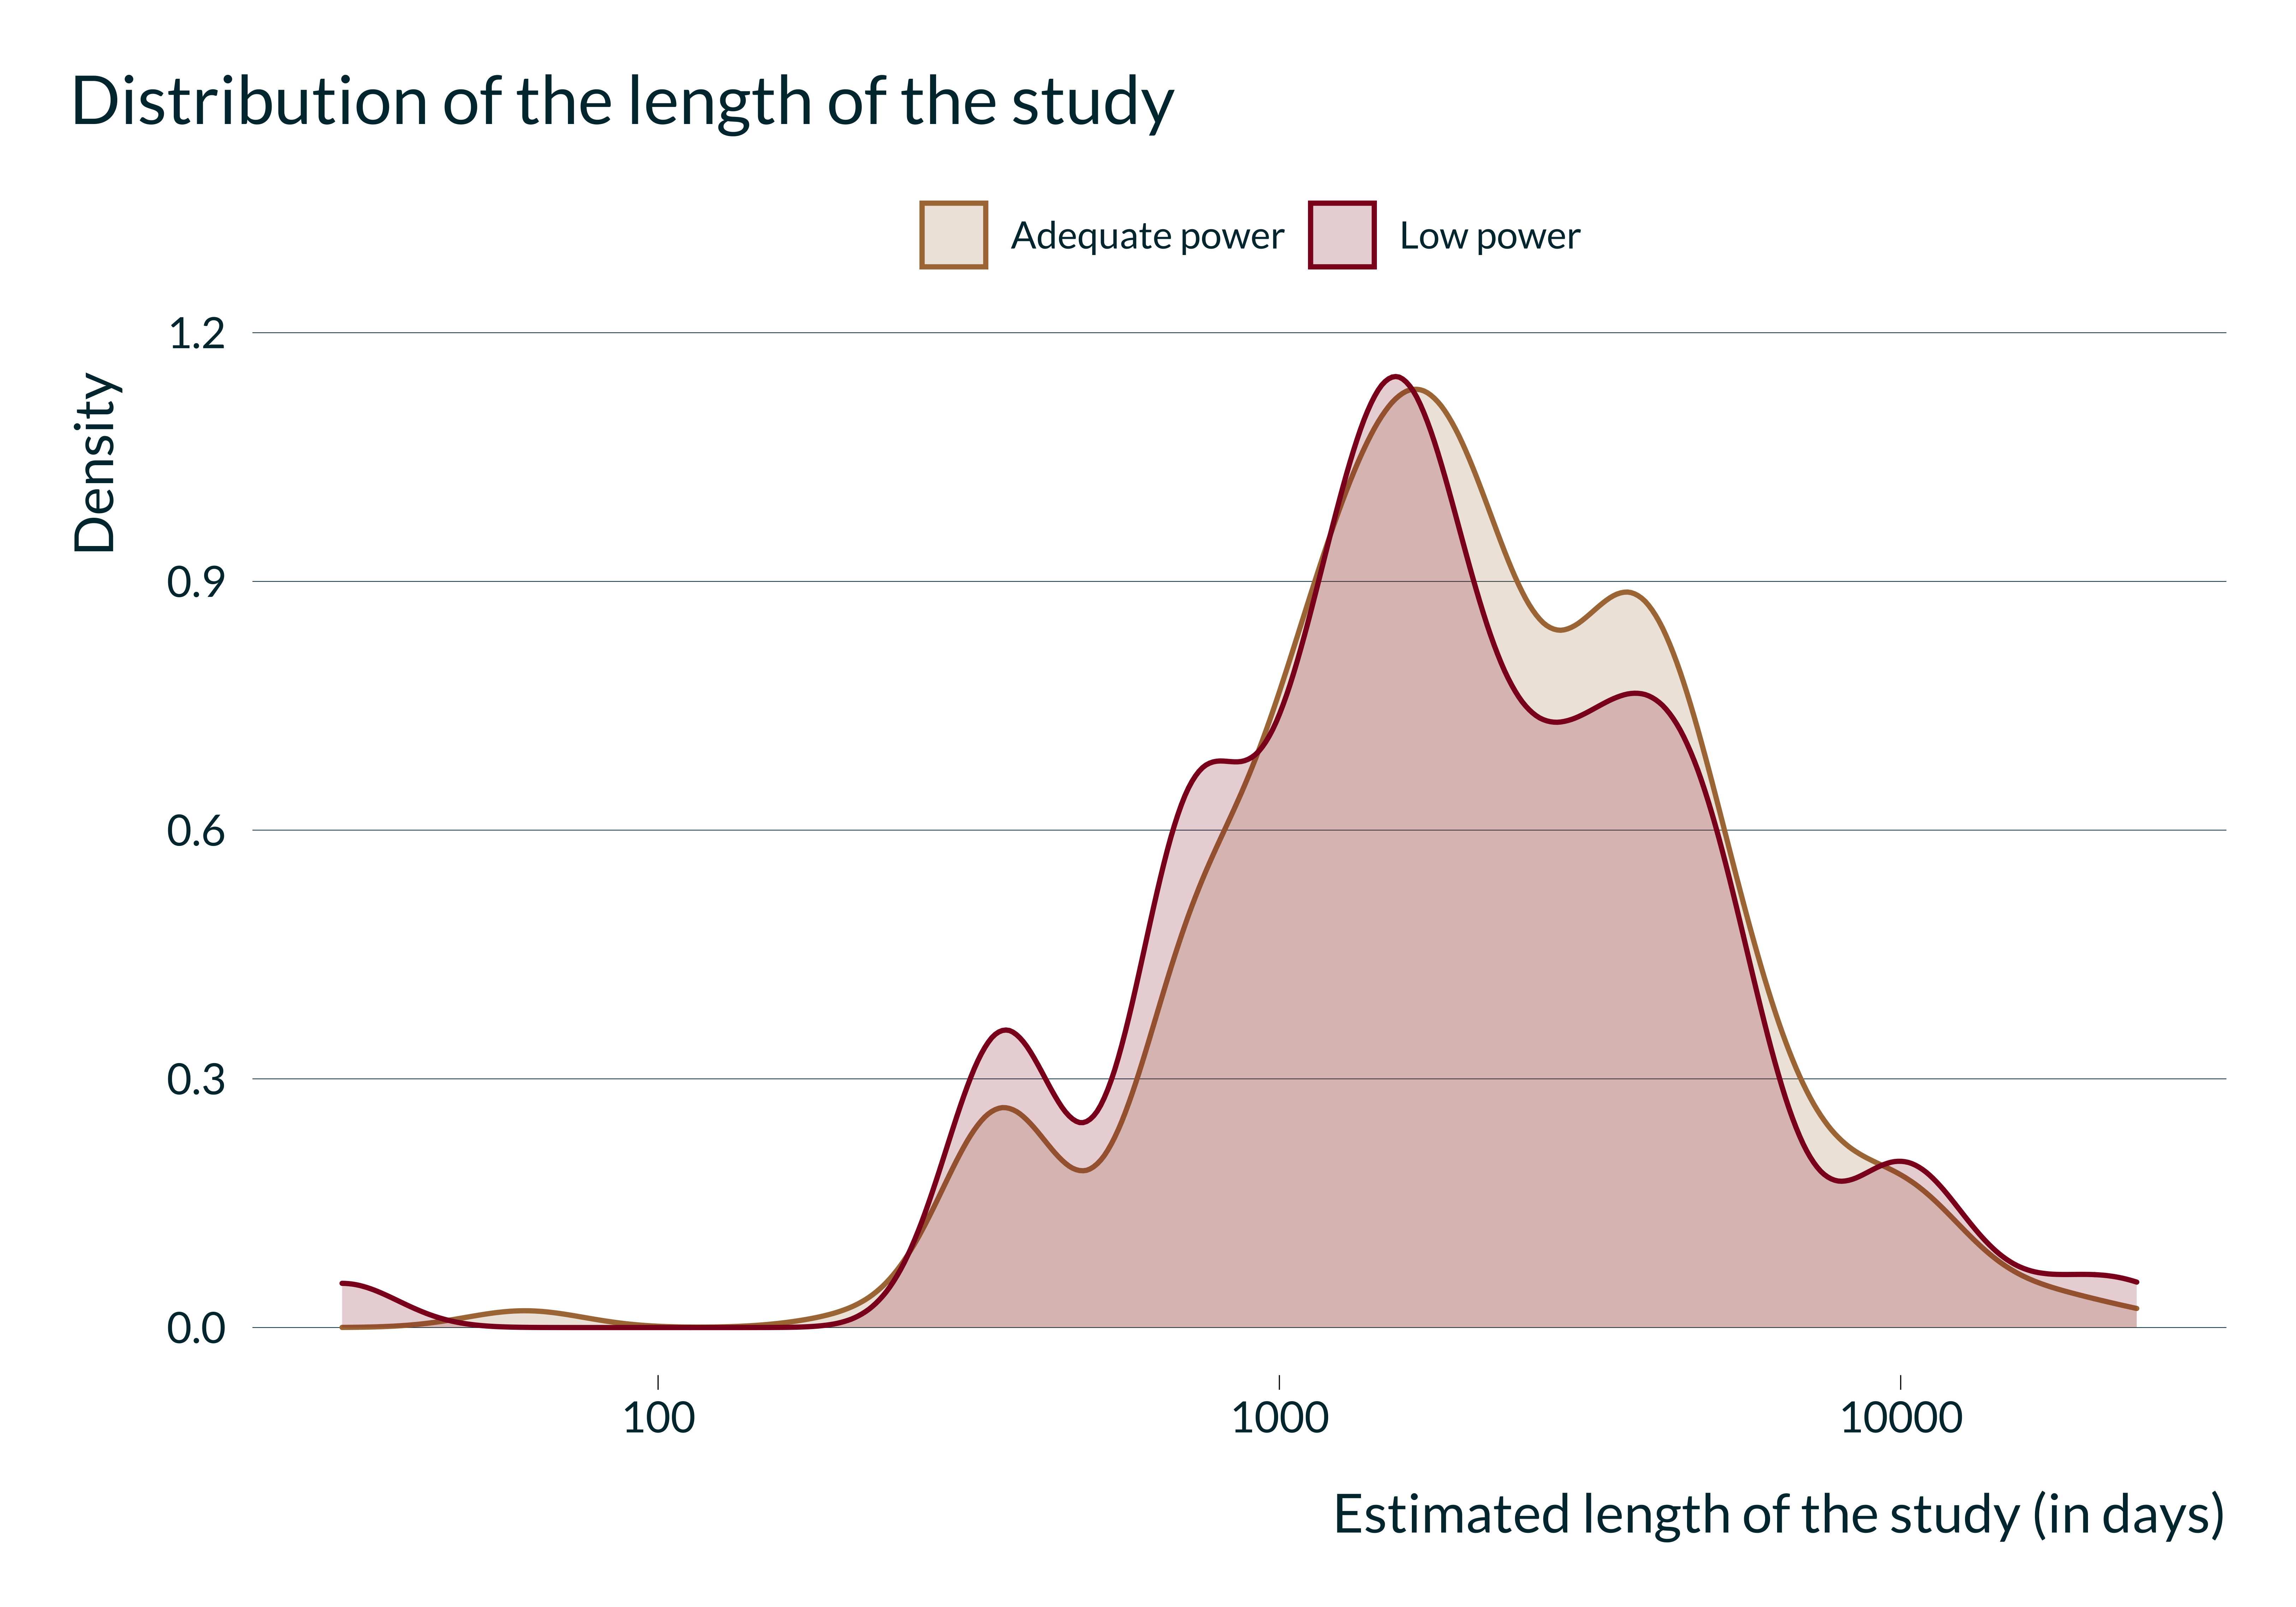 Distribution of the length of the study
Adequate power
Low power
Density
1.2
0.9
0.6
0.3
0.0
100
1000
10000
Estimated length of the study (in days)